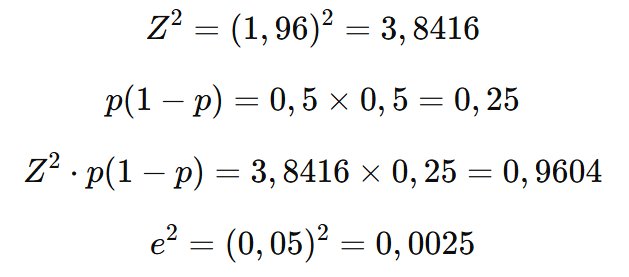 Z² = (1, 96)² = 3, 8416
p(1 − p) = 0, 5 × 0, 5 = 0, 25
Z² · p(1 − p) = 3, 8416 × 0, 25 = 0, 9604
e² = (0, 05)² = 0, 0025